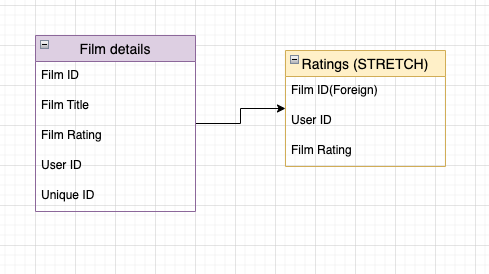 Film details
Film ID
Film Title
Film Rating
User ID
Unique ID
Ratings (STRETCH)
Film ID(Foreign)
User ID
Film Rating